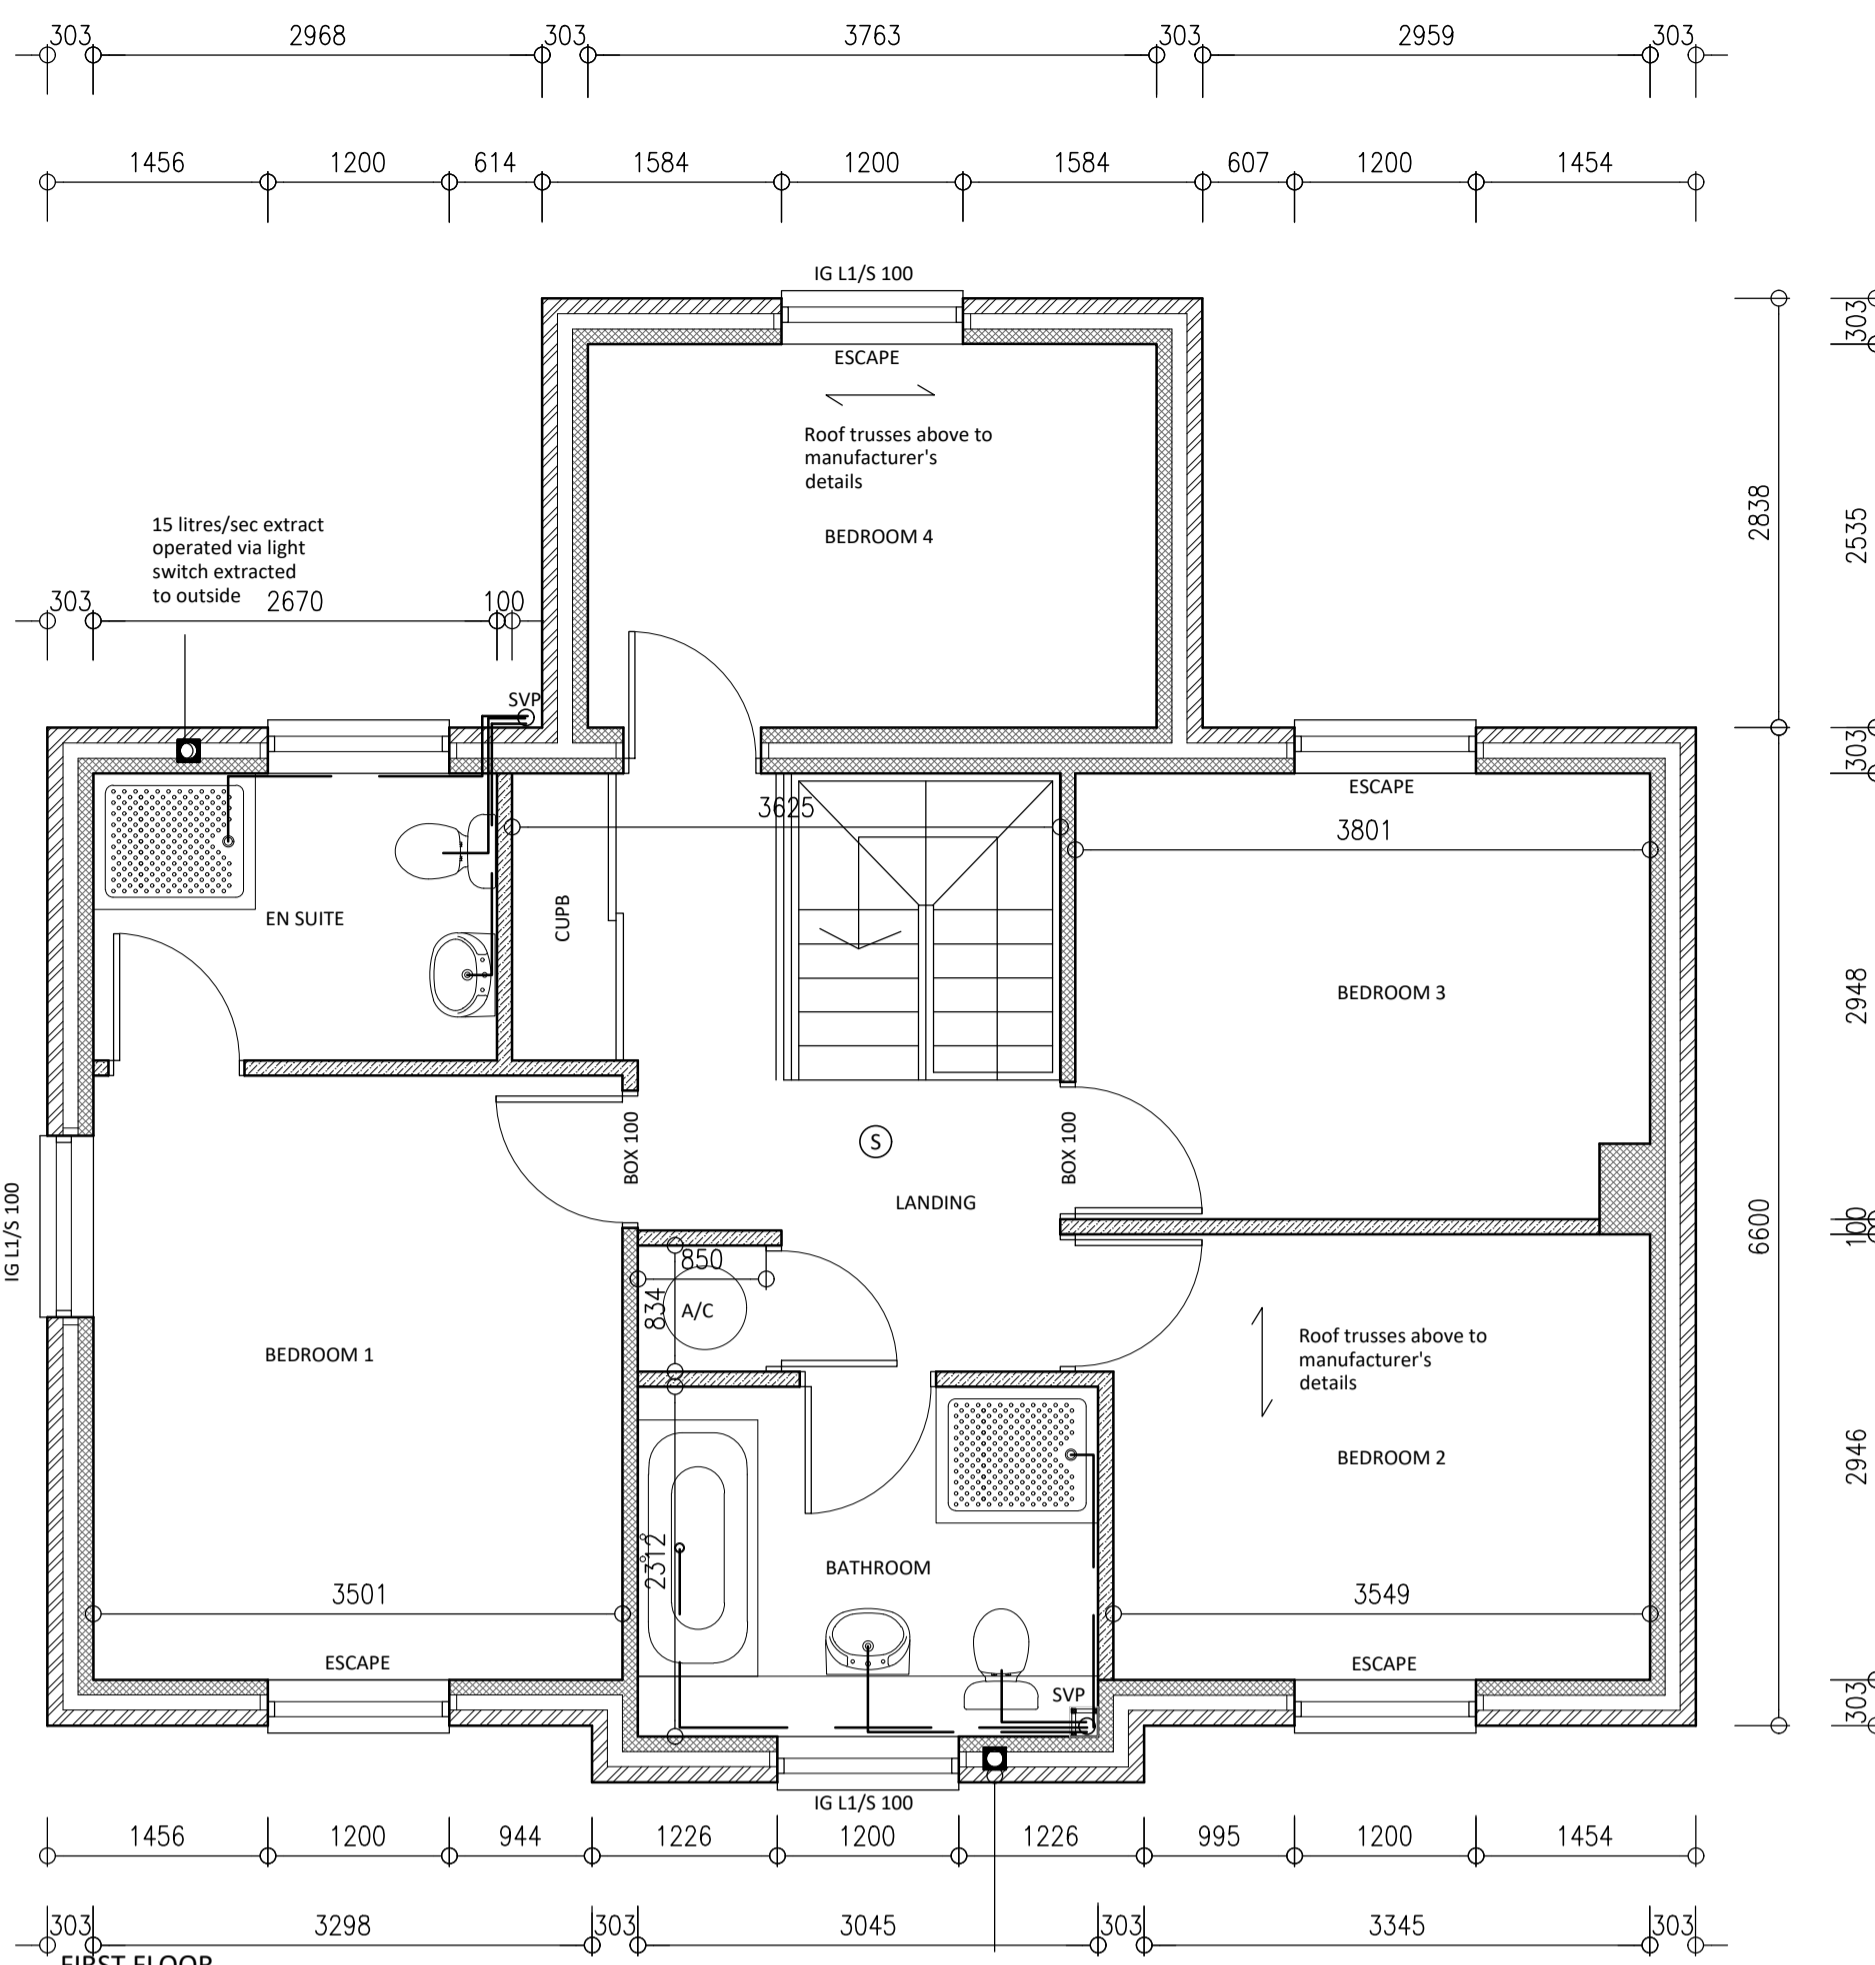 303 2968 303 3763 303 2959 303
1456 1200 614 1584 1200 1584 607 1200 1454
IG L1/S 100
303
ESCAPE
Roof trusses above to
manufacturer's
details
2838
2535
BEDROOM 4
15 litres/sec extract
operated via light
switch extracted
to outside
303 2670 100
SVP
303
ESCAPE
3625
3801
EN SUITE
CUPB
BEDROOM 3
2948
BOX 100
S
BOX 100
LANDING
IG L1/S 100
6600
100
850
834
A/C
BEDROOM 1
Roof trusses above to
manufacturer's
details
BEDROOM 2
2946
2312
BATHROOM
3501
3549
ESCAPE
ESCAPE
SVP
303
IG L1/S 100
1456 1200 944 1226 1200 1226 995 1200 1454
303 3298 303 3045 303 3345 303
FIRST FLOOR